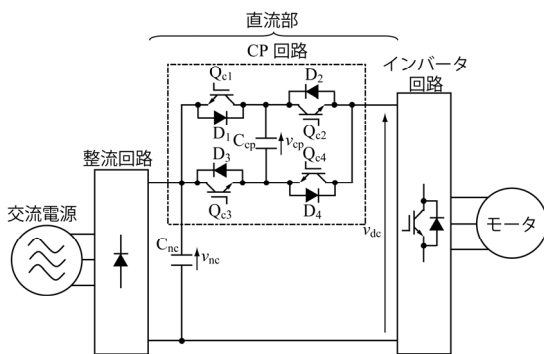 直流部
CP 回路
インバータ
回路
Qc1
D2
D1
Ccp
vcp
Qc2
整流回路
D3
Qc4
交流電源
Qc3
D4
Cnc
vnc
vdc
モータ